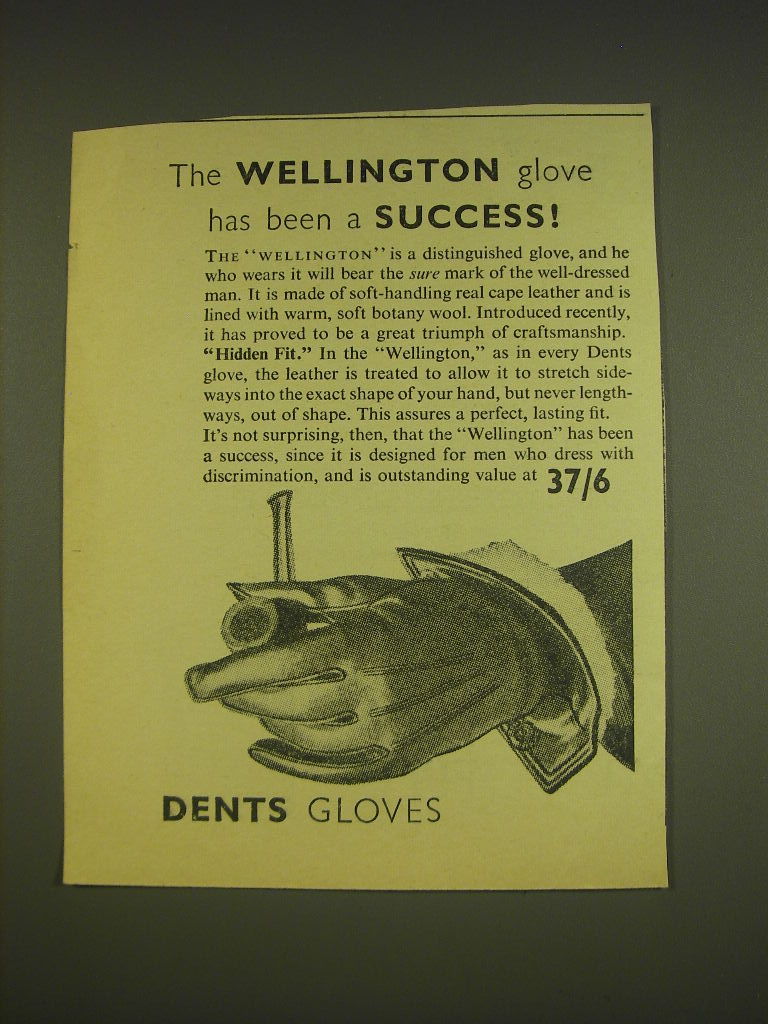 The WELLINGTON glove
has been a SUCCESS!
THE "WELLINGTON" is a distinguished glove, and he
who wears it will bear the sure mark of the well-dressed
man. It is made of soft-handling real cape leather and is
lined with warm, soft botany wool. Introduced recently,
it has proved to be a great triumph of craftsmanship.
"Hidden Fit." In the "Wellington," as in every Dents
glove, the leather is treated to allow it to stretch side-
ways into the exact shape of your hand, but never length-
ways, out of shape. This assures a perfect, lasting fit.
It's not surprising, then, that the "Wellington" has been
a success, since it is designed for men who dress with
discrimination, and is outstanding value at 37/6
DENTS GLOVES